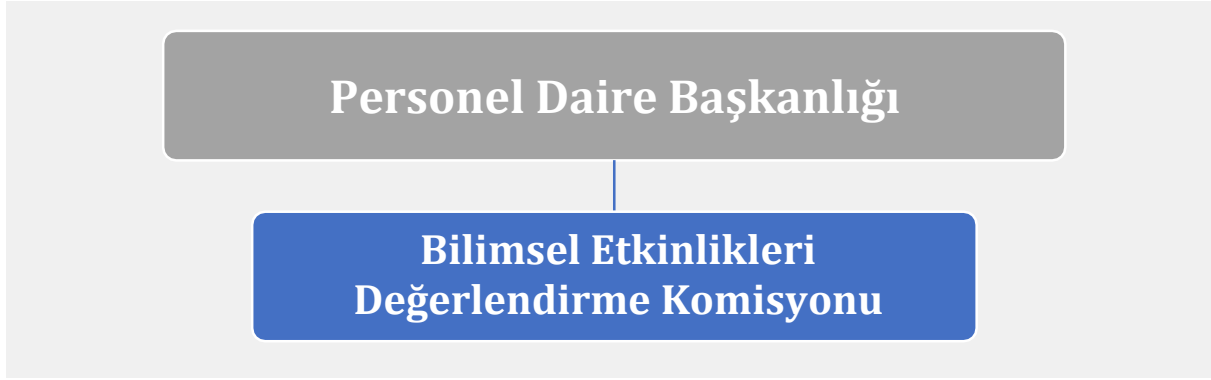 Personel Daire Başkanlığı
Bilimsel Etkinlikleri
Değerlendirme Komisyonu